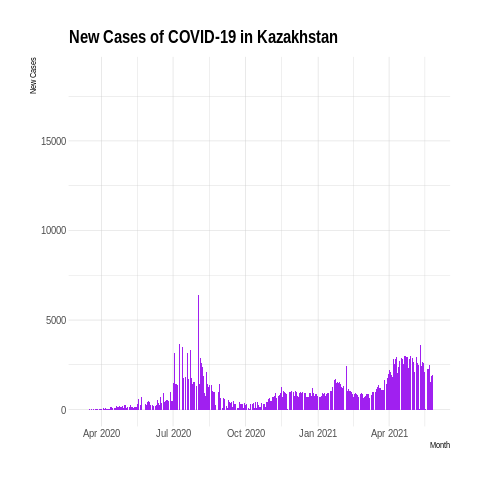 New Cases of COVID-19 in Kazakhstan
New Cases
15000
10000
5000
0
Apr 2020 Jul 2020 Oct 2020 Jan 2021 Apr 2021
Month